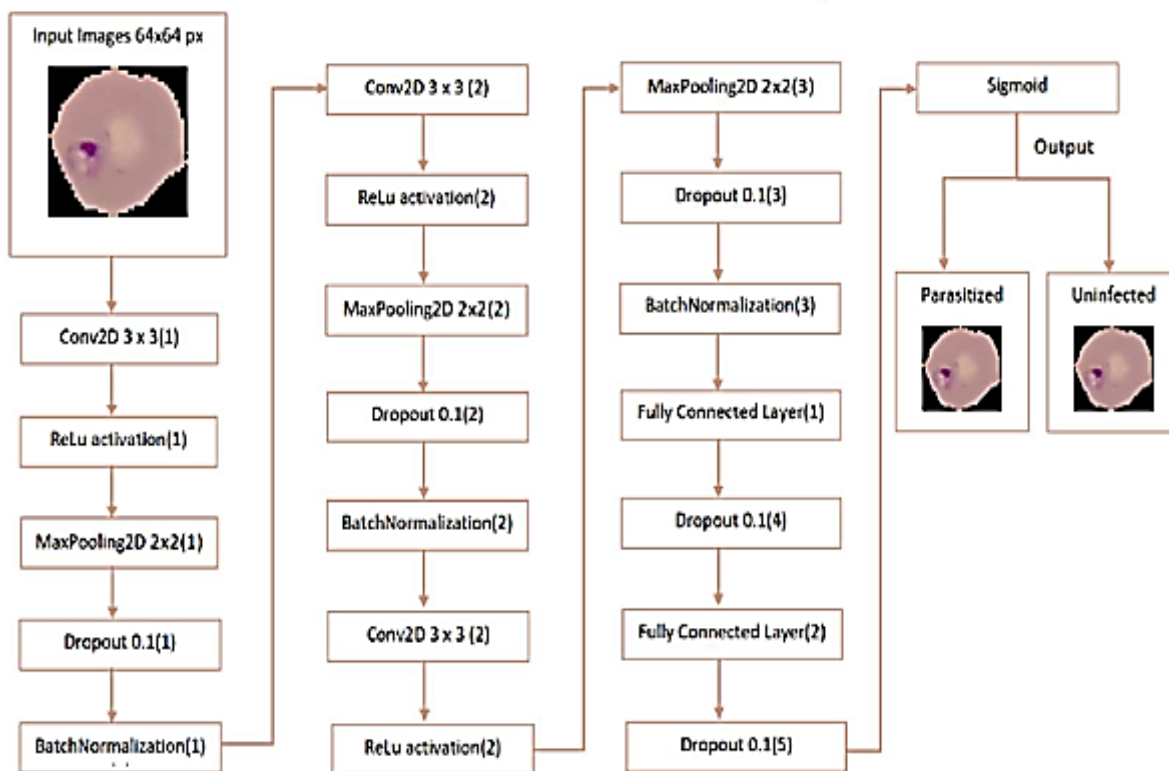 Input Images 64x64 px
Conv2D 3 x 3(1)
ReLu activation(1)
MaxPooling2D 2x2(1)
Dropout 0.1(1)
BatchNormalization(1)
Conv2D 3 x 3 (2)
ReLu activation(2)
MaxPooling2D 2x2(2)
Dropout 0.1(2)
BatchNormalization(2)
Conv2D 3 x 3 (2)
ReLu activation(2)
MaxPooling2D 2x2(3)
Dropout 0.1(3)
BatchNormalization(3)
Fully Connected Layer(1)
Dropout 0.1(4)
Fully Connected Layer(2)
Dropout 0.1[5]
Sigmoid
Output
Parasitized
Uninfected